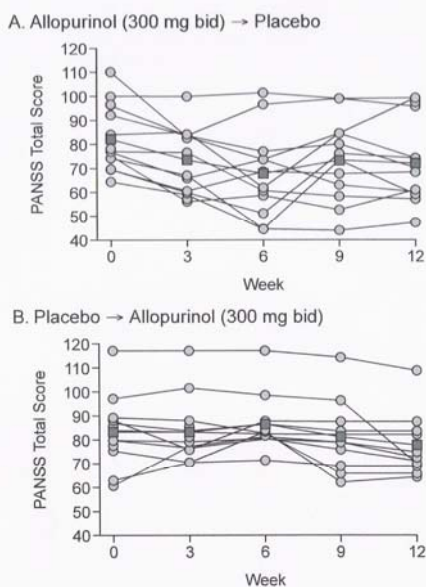 A. Allopurinol (300 mg bid) → Placebo
PANSS Total Score
120
110
100
90
80
70
60
50
40
0 3 6 9 12
Week
B. Placebo → Allopurinol (300 mg bid)
PANSS Total Score
120
110
100
90
80
70
60
50
40
0 3 6 9 12
Week